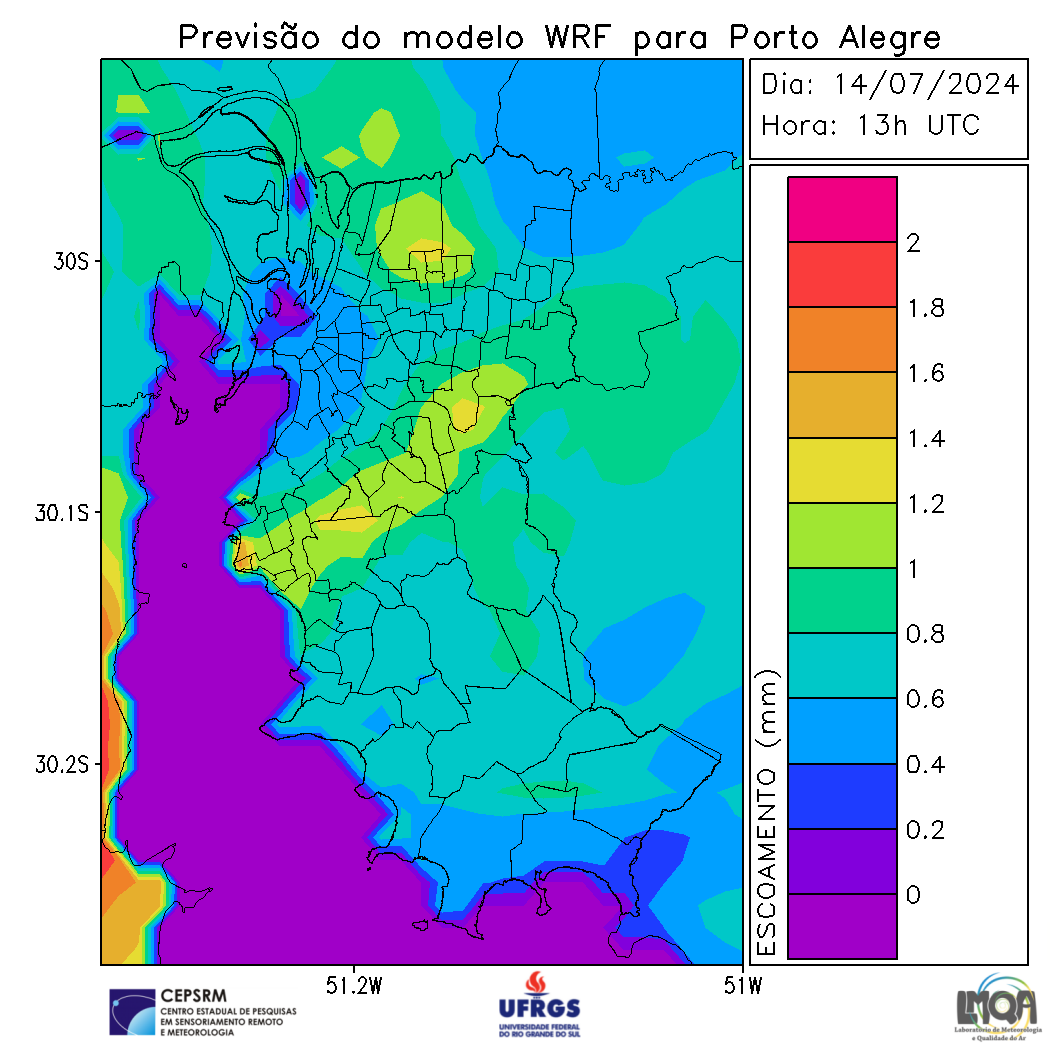 Previsão do modelo WRF para Porto Alegre
Dia: 14/07/2024
Hora: 13h UTC
30S
30.1S
30.2S
51.2W
51W
ESCOAMENTO (mm)
2
1.8
1.6
1.4
1.2
1
0.8
0.6
0.4
0.2
0
CEPSRM
CENTRO ESTADUAL DE PESQUISAS
EM SENSORIAMENTO REMOTO
E METEOROLOGIA
UFRGS
UNIVERSIDADE FEDERAL
DO RIO GRANDE DO SUL
LMQA
Laboratório de Meteorologia
e Qualidade do Ar